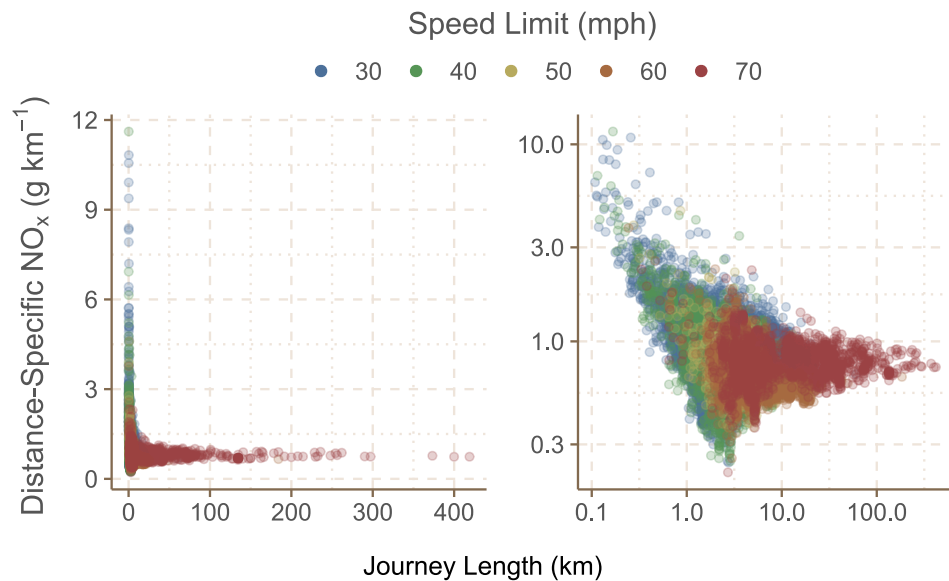 Speed Limit (mph)
30 40 50 60 70
Distance−Specific NOₓ (g km⁻¹)
12
9
6
3
0
0 100 200 300 400
10.0
3.0
1.0
0.3
0.1 1.0 10.0 100.0
Journey Length (km)